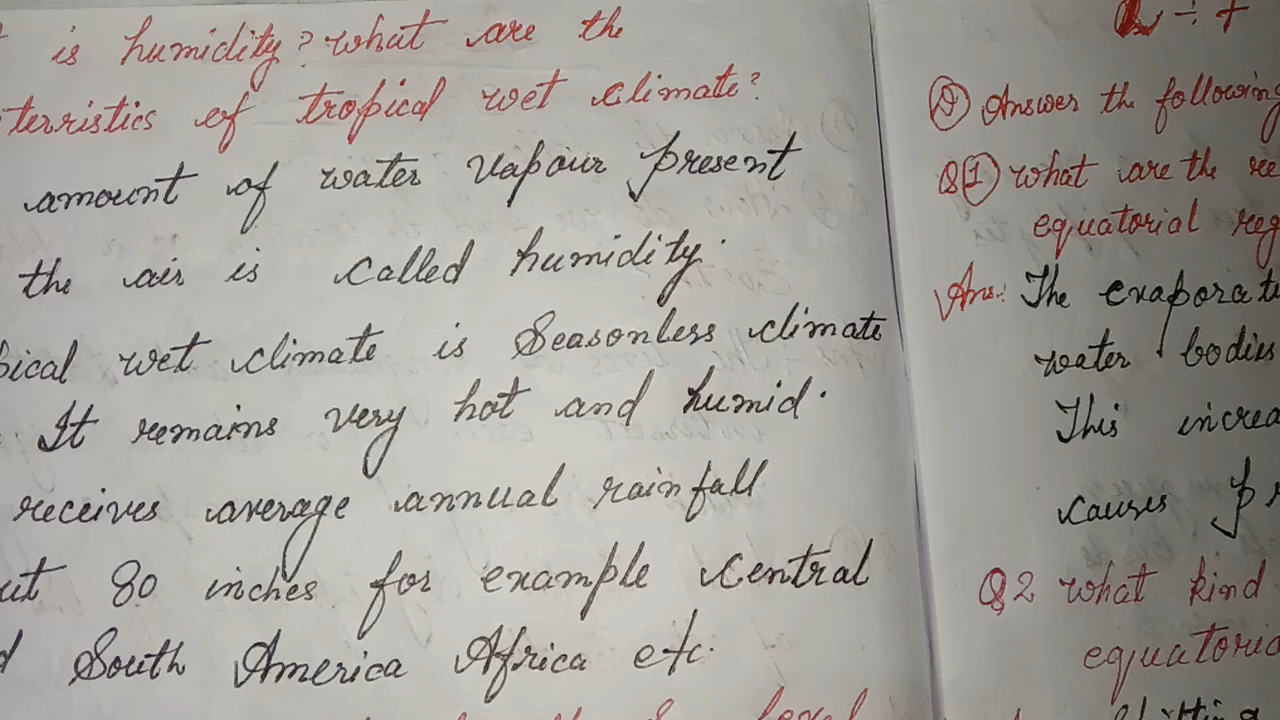 is humidity? what are the
teristics of tropical wet climate?
amount of water vapour present
the air is called humidity.
pical wet climate is Seasonless climate
It remains very hot and humid.
receives average annual rainfall
ut 80 inches for example Central
d South America Africa etc.
Answer the following
Q1 what are the
equatorial reg
Ans: The evaporat
water bodies
This increa
causes
Q2 what kind
equatoria